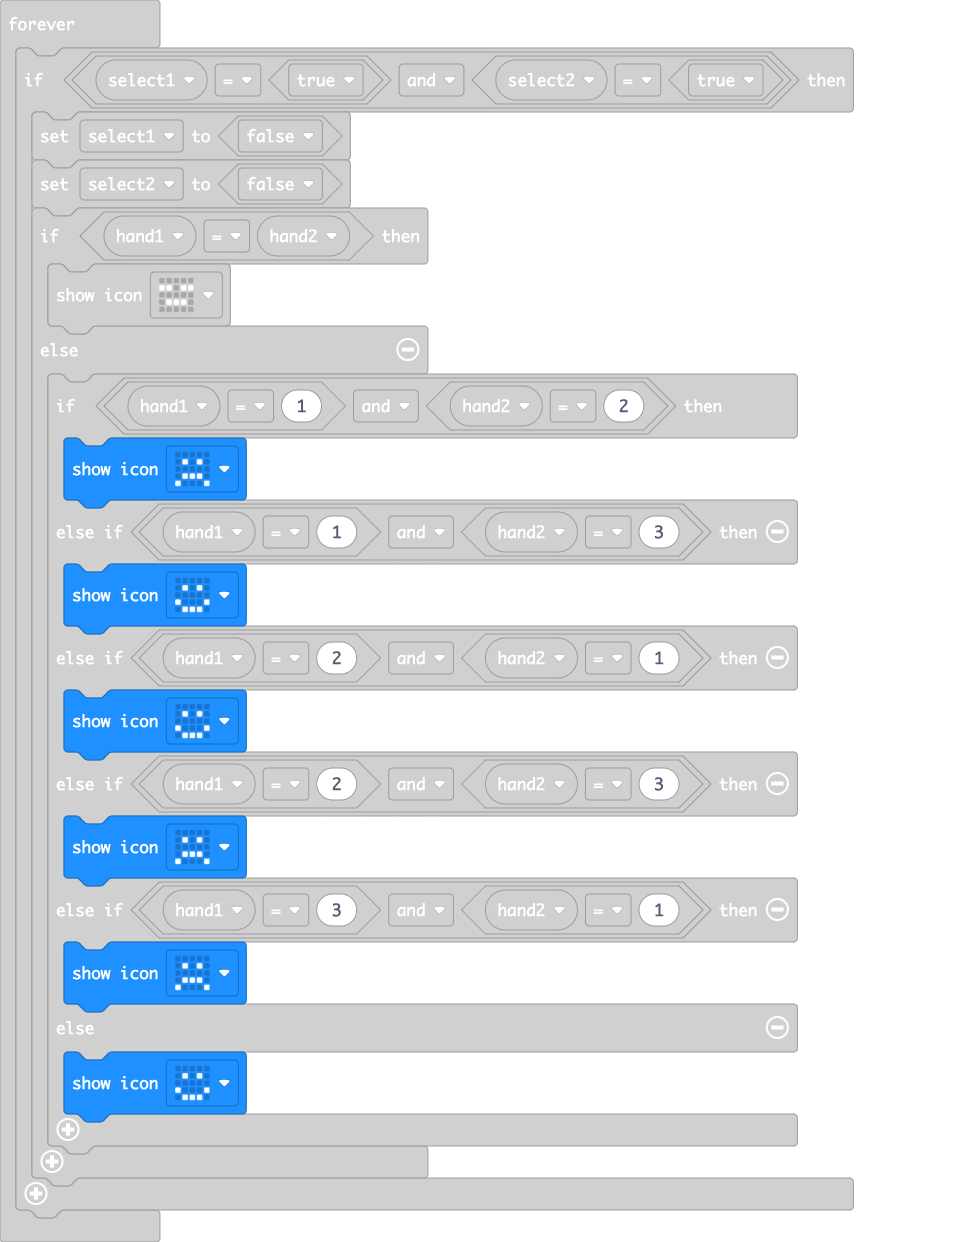 forever
if select1 = true and select2 = true then
set select1 to false
set select2 to false
if hand1 = hand2 then
show icon
else
if hand1 = 1 and hand2 = 2 then
show icon
else if hand1 = 1 and hand2 = 3 then
show icon
else if hand1 = 2 and hand2 = 1 then
show icon
else if hand1 = 2 and hand2 = 3 then
show icon
else if hand1 = 3 and hand2 = 1 then
show icon
else
show icon